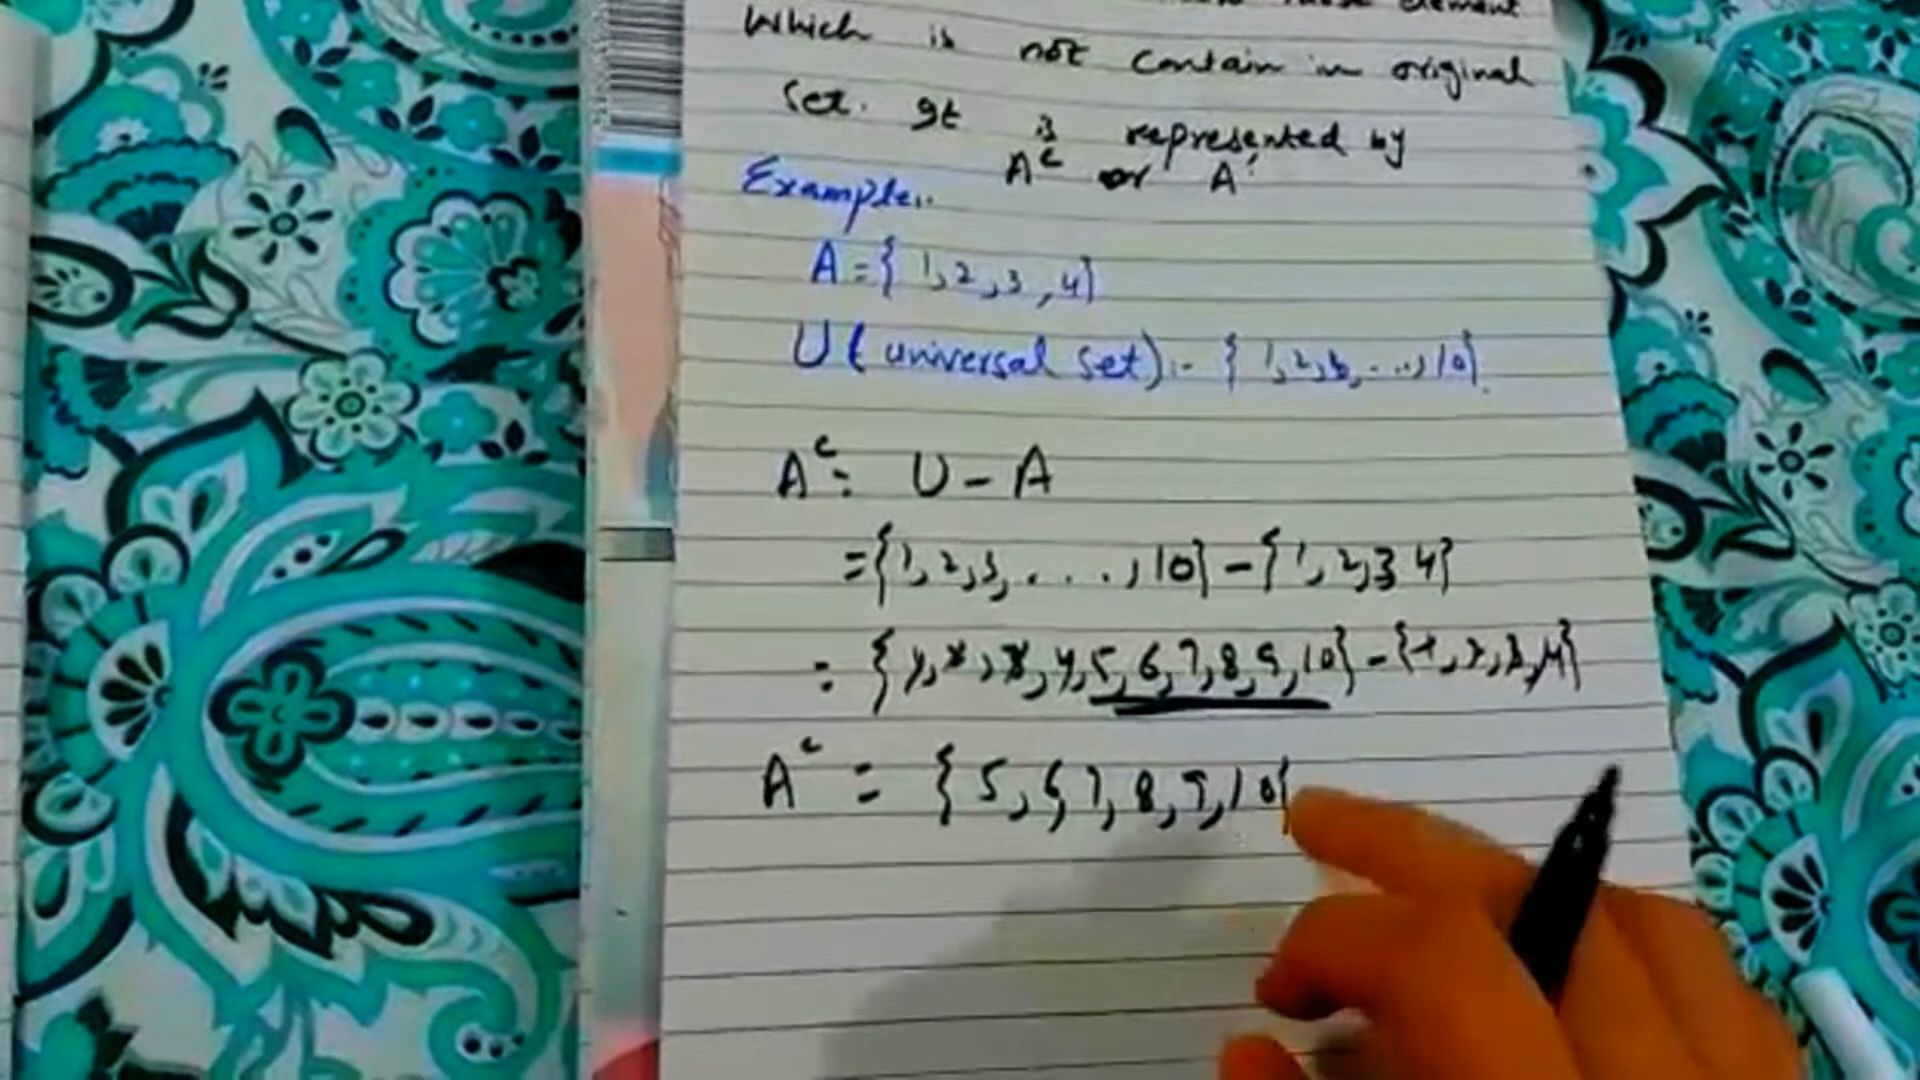 those element
Which is not contain in original
Set. It is represented by
A^c or A'
Example:-
A = { 1, 2, 3, 4}
U (universal set) :- { 1, 2, 3, ..., 10}
A^c = U - A
= {1, 2, 3, ...., 10} - {1, 2, 3 4}
= {1, 2, 3, 4, 5, 6, 7, 8, 9, 10} - {1, 2, 3, 4}
A^c = {5, 6, 7, 8, 9, 10}